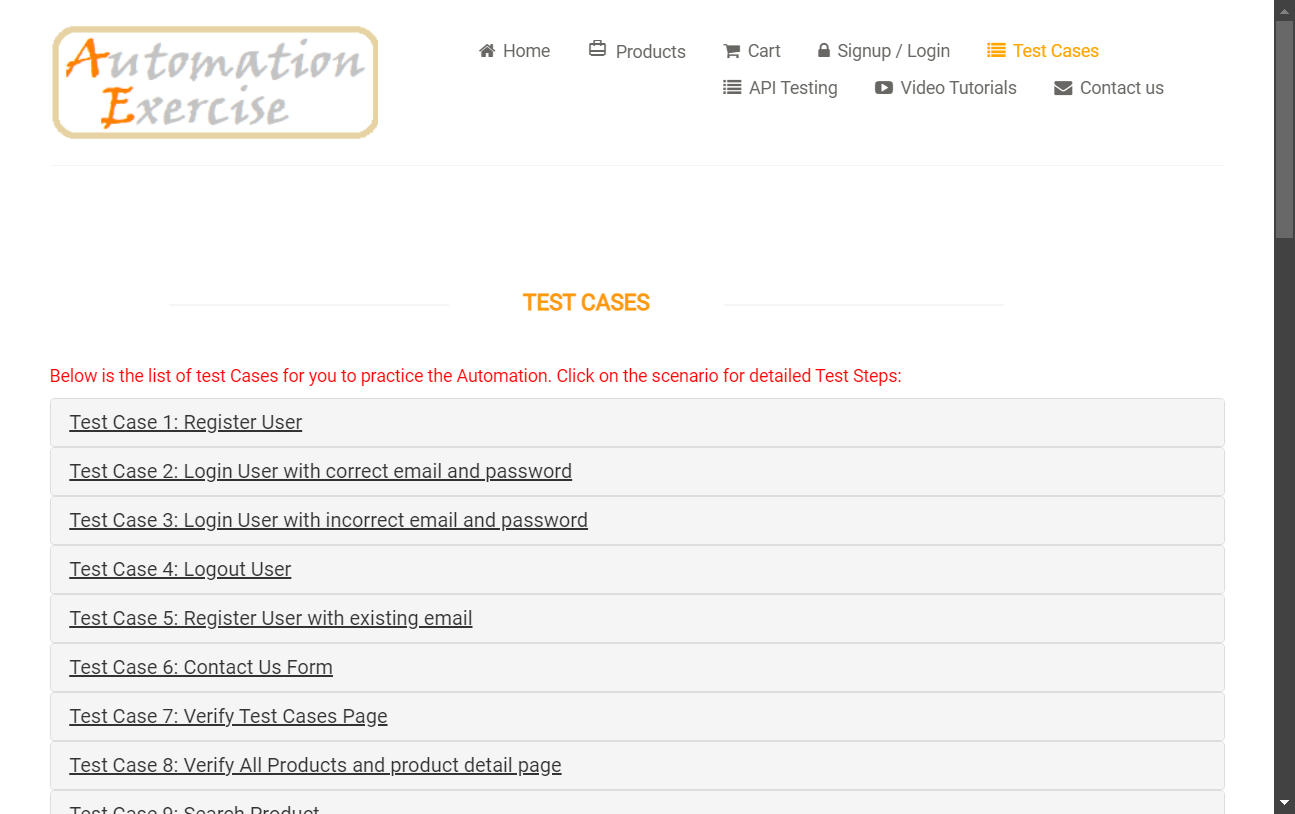 Automation
Exercise
Home
Products
Cart
Signup / Login
Test Cases
API Testing
Video Tutorials
Contact us
TEST CASES
Below is the list of test Cases for you to practice the Automation. Click on the scenario for detailed Test Steps:
Test Case 1: Register User
Test Case 2: Login User with correct email and password
Test Case 3: Login User with incorrect email and password
Test Case 4: Logout User
Test Case 5: Register User with existing email
Test Case 6: Contact Us Form
Test Case 7: Verify Test Cases Page
Test Case 8: Verify All Products and product detail page
Test Case 9: Search Product